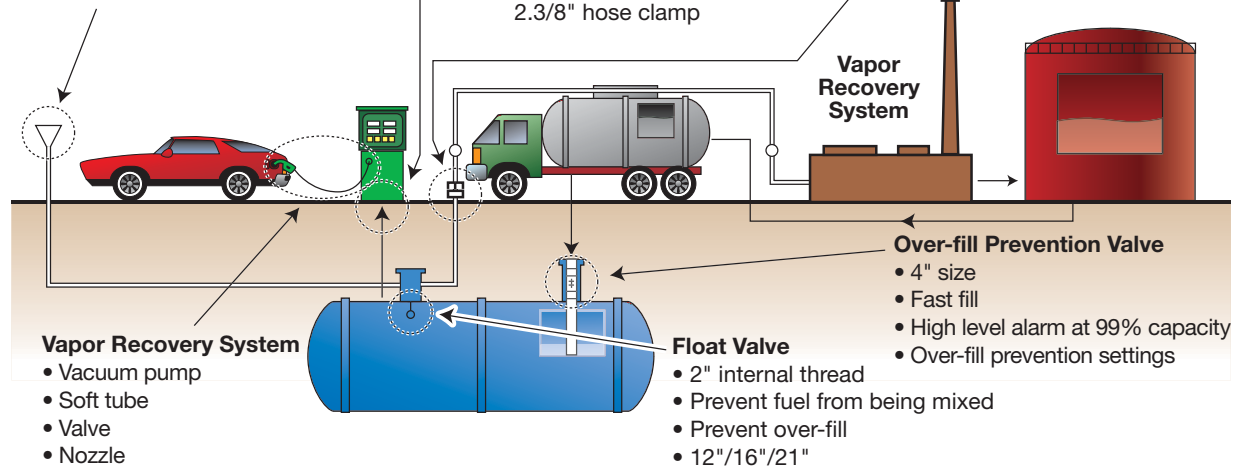 2.3/8" hose clamp
Vapor
Recovery
System
Over-fill Prevention Valve
• 4" size
• Fast fill
• High level alarm at 99% capacity
• Over-fill prevention settings
Vapor Recovery System
• Vacuum pump
• Soft tube
• Valve
• Nozzle
Float Valve
• 2" internal thread
• Prevent fuel from being mixed
• Prevent over-fill
• 12"/16"/21"